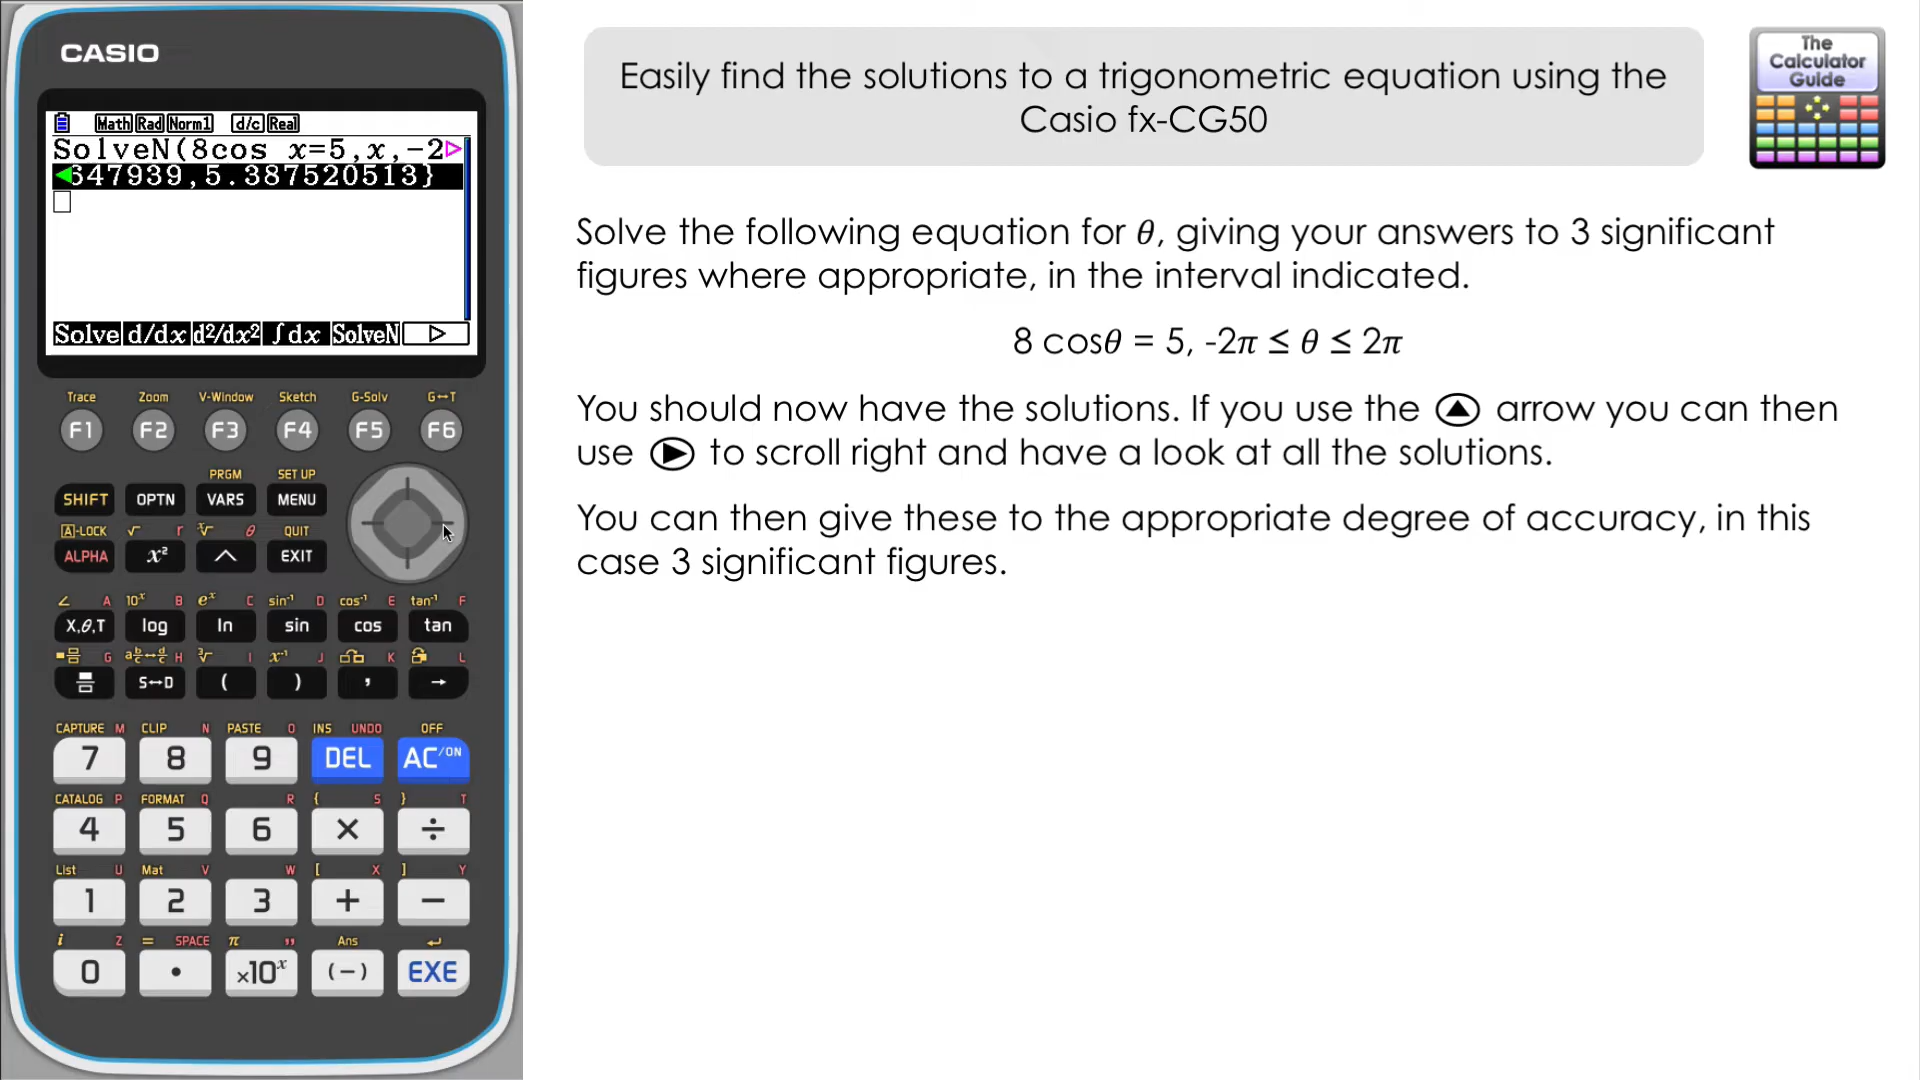 CASIO
Math Rad Norm1 d/c Real
SolveN(8cos x=5,x,-2
647939,5.387520513}
Solve d/dx d²/dx² ∫dx SolveN ▷
Trace Zoom V-Window Sketch G-Solv G↔T
F1 F2 F3 F4 F5 F6
PRGM SET UP
SHIFT OPTN VARS MENU
A-LOCK √ r θ QUIT
ALPHA x² ^ EXIT
∠ A 10ˣ B eˣ C sin⁻¹ D cos⁻¹ E tan⁻¹ F
X,θ,T log ln sin cos tan
G a b/c↔d/c H ³√ I x⁻¹ J K L
S↔D ( ) , →
CAPTURE M CLIP N PASTE O INS UNDO OFF
7 8 9 DEL AC/ON
CATALOG P FORMAT Q R { S } T
4 5 6 × ÷
List U Mat V W [ X ] Y
1 2 3 + −
i Z = SPACE π " Ans ↵
0 • ×10ˣ (−) EXE
Easily find the solutions to a trigonometric equation using the
Casio fx-CG50
The
Calculator
Guide
Solve the following equation for θ, giving your answers to 3 significant
figures where appropriate, in the interval indicated.
8 cosθ = 5, -2π ≤ θ ≤ 2π
You should now have the solutions. If you use the ▲ arrow you can then
use ▶ to scroll right and have a look at all the solutions.
You can then give these to the appropriate degree of accuracy, in this
case 3 significant figures.